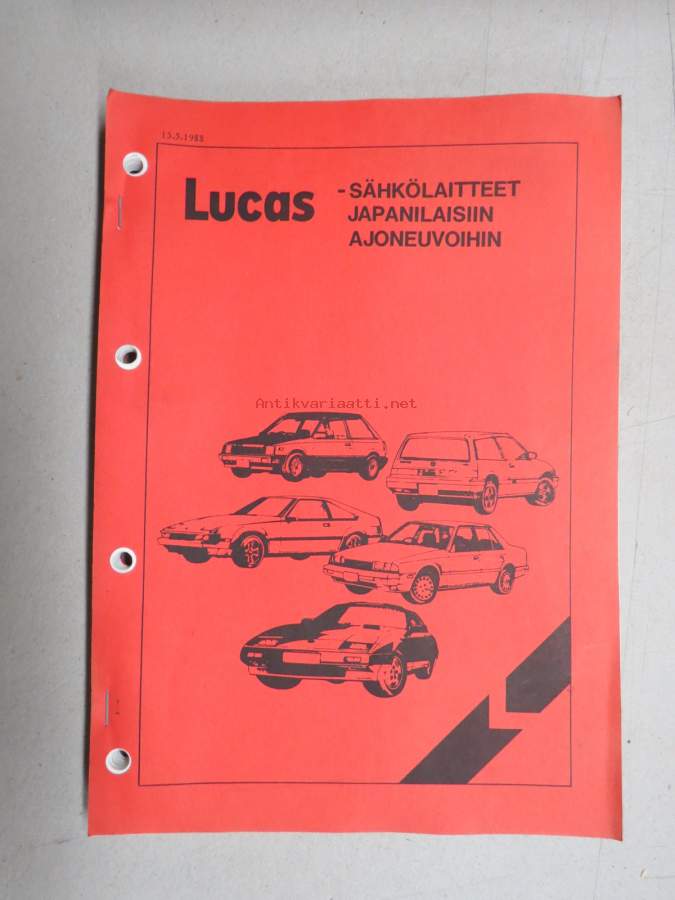 15.5.1988
Lucas -SÄHKÖLAITTEET
JAPANILAISIIN
AJONEUVOIHIN
Antikvariaatti.net